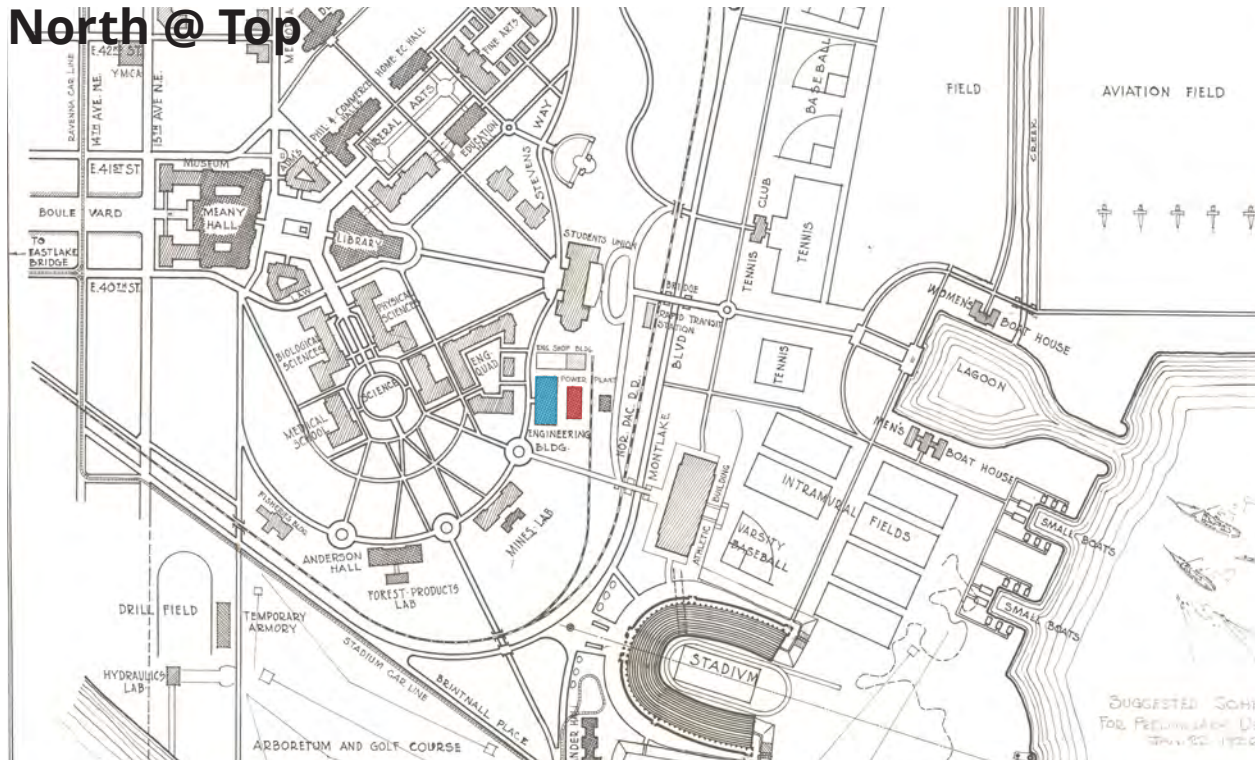 North @ Top
E. 42ND ST.
YMCA
RAVENNA CAR LINE
14TH AVE. N.E.
15TH AVE N.E.
HOME EC HALL
FINE ARTS
PHIL. & COMMERCE
LIBERAL
ARTS
EDUCATION
WAY
STEVENS
BASEBALL
FIELD
AVIATION FIELD
CREEK
E. 41ST ST
MUSEUM
BOULEVARD
MEANY
HALL
TO
EASTLAKE
BRIDGE
LIBRARY
LAW
E. 40TH ST.
STUDENTS UNION
CLUB
TENNIS
TENNIS
BRIDGE
RAPID TRANSIT
STATION
BLVD
WOMEN'S
BOAT HOUSE
PHYSICAL
SCIENCES
BIOLOGICAL
SCIENCES
SCIENCE
ENG.
QUAD.
ENG. SHOP BLDG.
POWER PLANT
ENGINEERING
BLDG.
MEDICAL
SCHOOL
NOR. PAC. R.R.
MONTLAKE
TENNIS
LAGOON
MEN'S
BOAT HOUSE
ATHLETIC BUILDING
INTRAMURAL
FIELDS
VARSITY
BASEBALL
SMALL BOATS
SMALL BOATS
FISHERIES BLDG
ANDERSON
HALL
MINES-LAB
FOREST-PRODUCTS
LAB
DRILL FIELD
TEMPORARY
ARMORY
HYDRAULICS
LAB
STADIUM CAR LINE
BRINTNALL PLACE
STADIUM
ARBORETUM AND GOLF COURSE
SUGGESTED
FOR